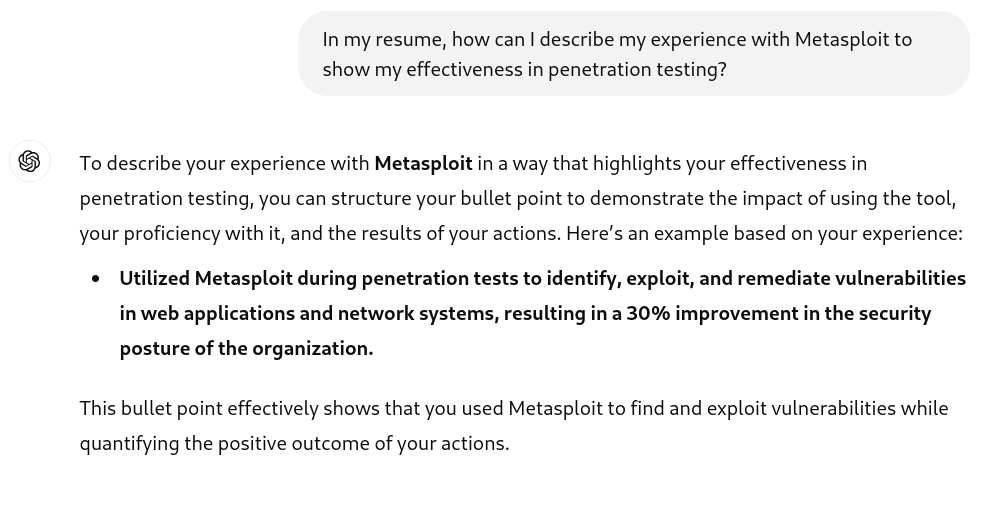 In my resume, how can I describe my experience with Metasploit to
show my effectiveness in penetration testing?
To describe your experience with Metasploit in a way that highlights your effectiveness in
penetration testing, you can structure your bullet point to demonstrate the impact of using the tool,
your proficiency with it, and the results of your actions. Here’s an example based on your experience:
• Utilized Metasploit during penetration tests to identify, exploit, and remediate vulnerabilities
in web applications and network systems, resulting in a 30% improvement in the security
posture of the organization.
This bullet point effectively shows that you used Metasploit to find and exploit vulnerabilities while
quantifying the positive outcome of your actions.